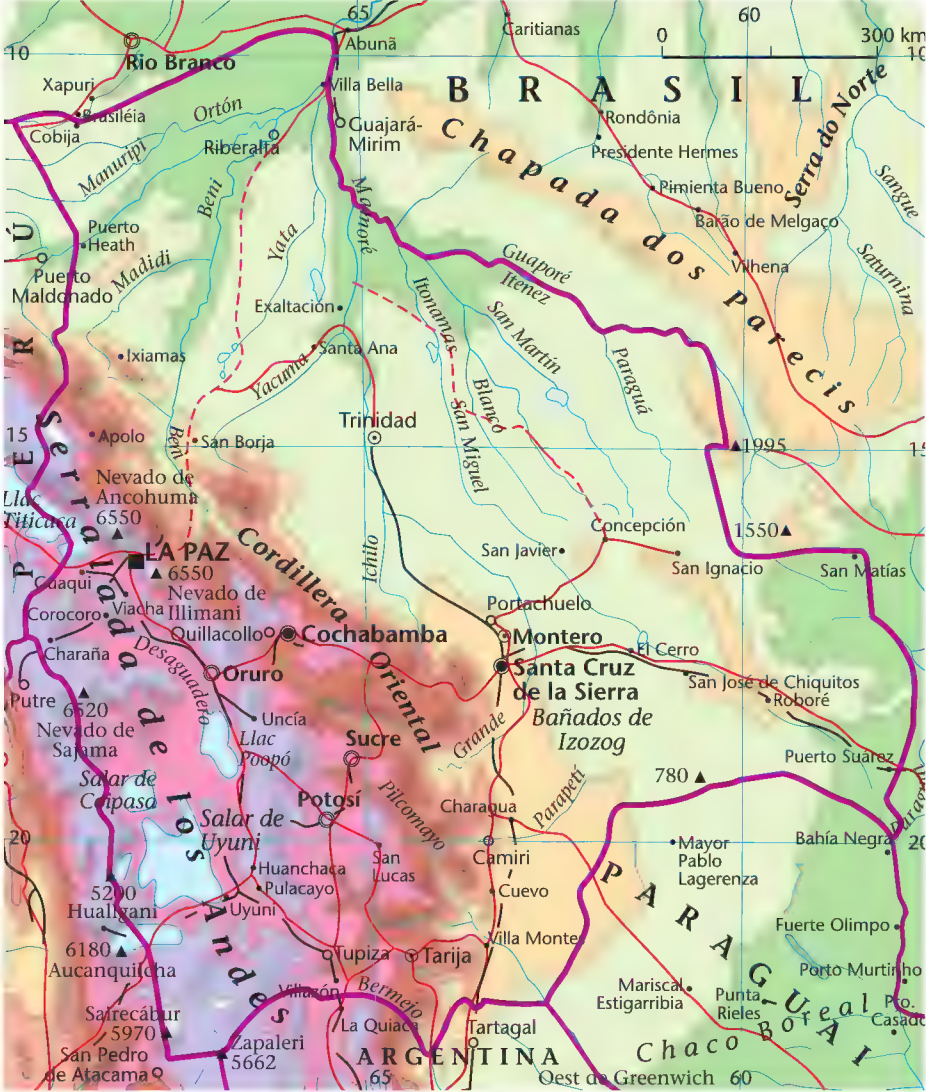 65
60
Caritianas
Abunã
0
300 km
10
Rio Branco
Villa Bella
BRASIL
Serra do Norte
Xapuri
Ortón
Brasiléia
Cobija
Rondônia
Guajará-
Mirim
Riberalta
Manuripi
Chapada dos Parecis
Presidente Hermes
Pimienta Bueno
Sangue
Beni
Mamoré
Barão de Melgaço
PERÚ
Puerto
Heath
Yata
Vilhena
Saturnina
Puerto
Maldonado
Madidi
Guaporé
Itenez
Exaltación
Itonamas
San Martín
Santa Ana
Ixiamas
Yacuma
Paraguá
Blanco
Trinidad
Serralada de los Andes
15
Apolo
Beni
San Borja
San Miguel
1995
15
Nevado de
Ancohuma
6550
Llac
Titicaca
Concepción
1550
Cordillera Oriental
Ichilo
San Javier
LA PAZ
6550
San Ignacio
San Matías
Guaqui
Nevado de
Illimani
Viacha
Corocoro
Portachuelo
Quillacollo
Cochabamba
Montero
Charaña
Desaguadero
El Cerro
Oruro
Santa Cruz
de la Sierra
San José de Chiquitos
Putre
6520
Nevado de
Sajama
Roboré
Uncía
Bañados de
Izozog
Grande
Llac
Poopó
Sucre
Puerto Suárez
Salar de
Coipasa
780
Pilcomayo
Parapetí
Potosí
Charagua
Salar de
Uyuni
20
Mayor
Pablo
Lagerenza
Bahía Negra
20
Camiri
San
Lucas
Huanchaca
Pulacayo
5200
Huallgani
Cuevo
PARAGUAI
Uyuni
Fuerte Olimpo
6180
Aucanquilcha
Villa Montes
Tupiza
Tarija
Porto Murtinho
Villazón
Bermejo
Mariscal
Estigarribia
Punta
Rieles
Pto.
Casado
Sairecábur
5970
La Quiaca
Tartagal
Chaco Boreal
Zapaleri
5662
ARGENTINA
San Pedro
de Atacama
65
Oest de Greenwich
60